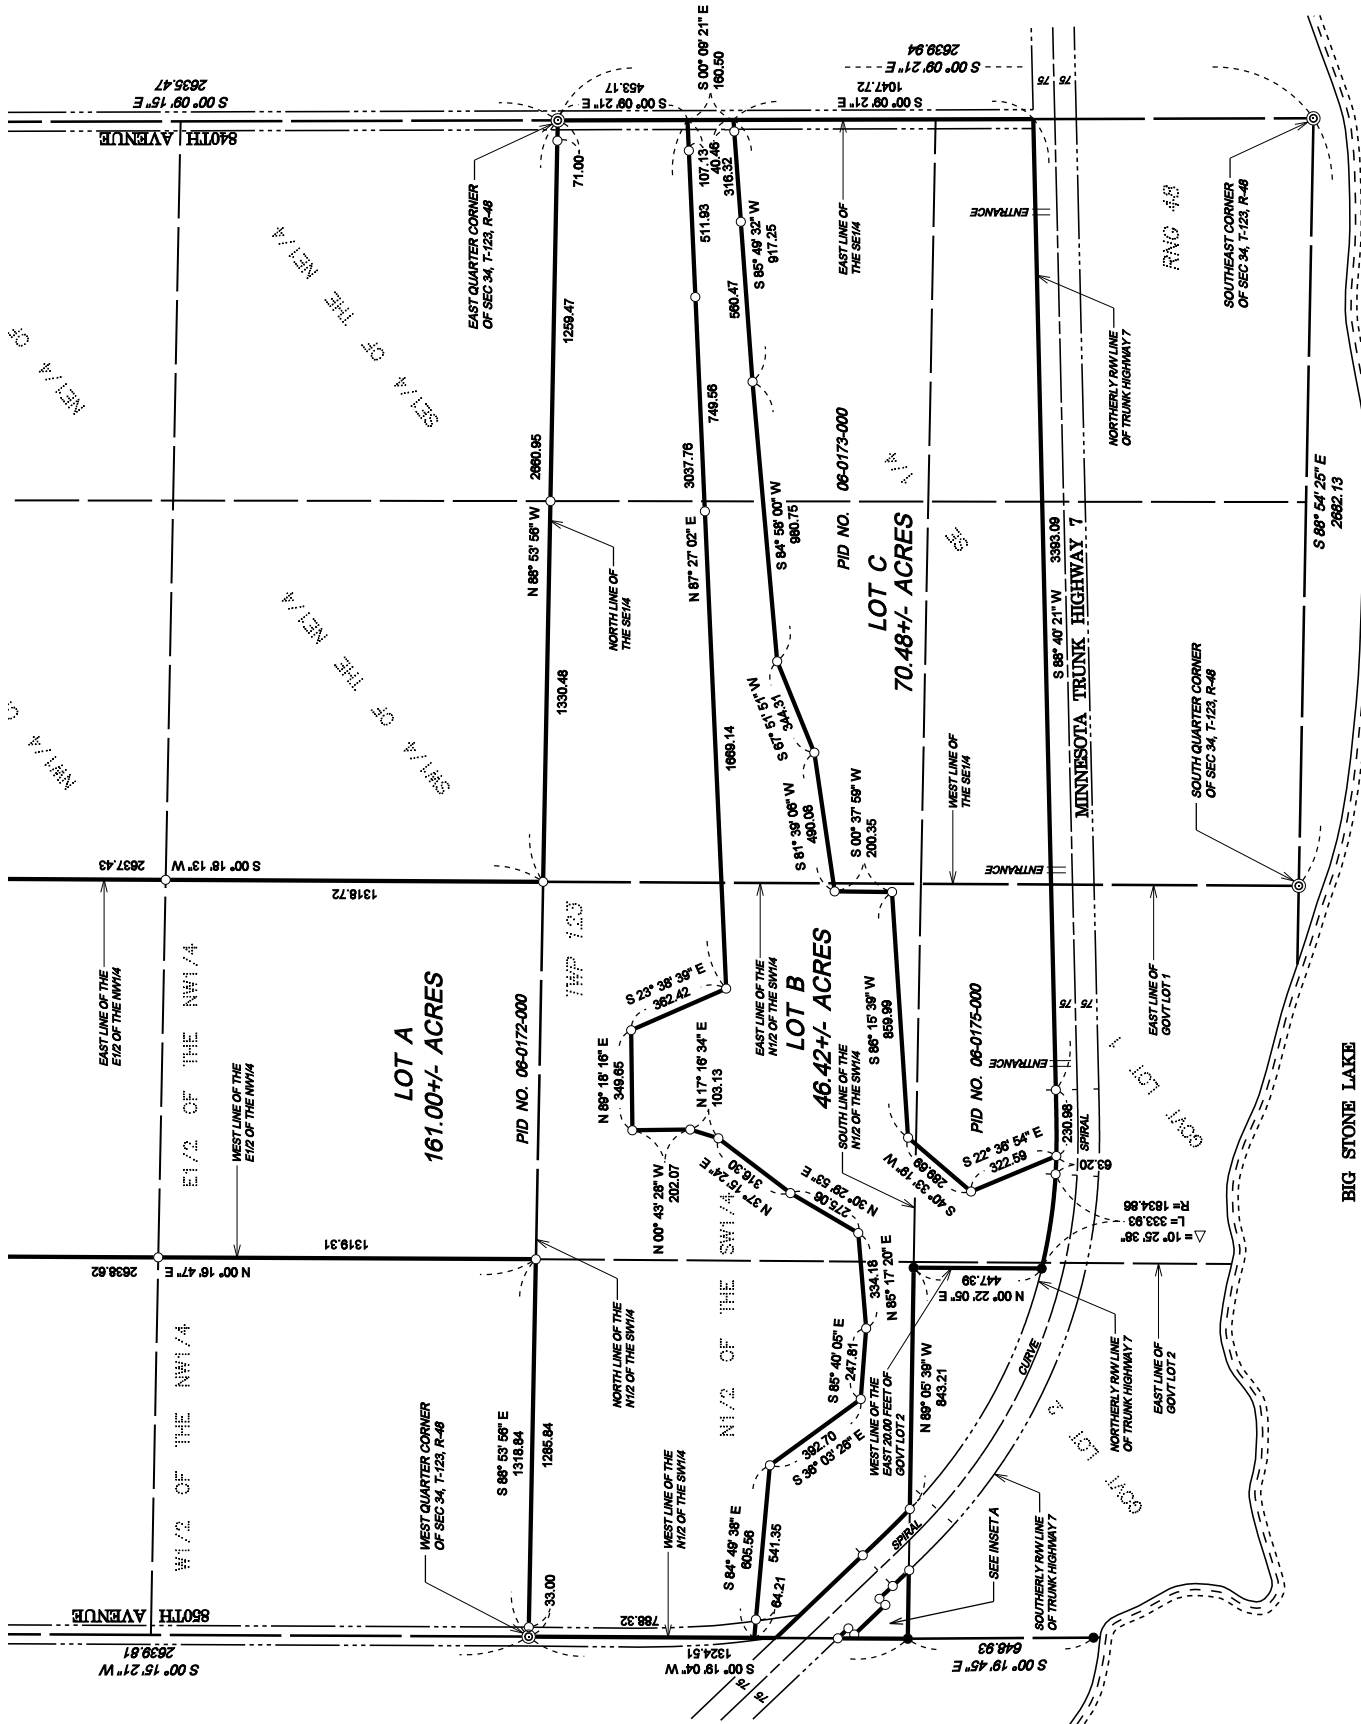 S 00° 09' 15" E
2635.47
840TH AVENUE
EAST QUARTER CORNER
OF SEC 34, T-123, R-48
71.00
S 00° 09' 21" E
453.17
S 00° 09' 21" E
160.50
S 00° 09' 21" E
1047.72
S 00° 09' 21" E
2639.94
75
75
107.13
40.46
316.32
511.93
S 85° 49' 32" W
917.25
560.47
EAST LINE OF
THE SE1/4
ENTRANCE
RNG 48
SOUTHEAST CORNER
OF SEC 34, T-123, R-48
NE1/4 OF
SE1/4 OF THE NE1/4
1259.47
2660.95
N 88° 53' 56" W
1330.48
NORTH LINE OF
THE SE1/4
749.56
3037.76
N 87° 27' 02" E
1669.14
S 84° 58' 00" W
980.75
PID NO. 06-0173-000
LOT C
70.48+/- ACRES
SE 1/4
NORTHERLY R/W LINE
OF TRUNK HIGHWAY 7
S 88° 40' 21" W 3393.09
MINNESOTA TRUNK HIGHWAY 7
S 88° 54' 25" E
2662.13
NW1/4
SW1/4 OF THE NE1/4
S 67° 51' 51" W
344.31
S 81° 39' 06" W
490.08
S 00° 37' 59" W
200.35
WEST LINE OF
THE SE1/4
ENTRANCE
SOUTH QUARTER CORNER
OF SEC 34, T-123, R-48
S 00° 18' 13" W 2637.43
1318.72
EAST LINE OF THE
E1/2 OF THE NW1/4
E1/2 OF THE NW1/4
WEST LINE OF THE
E1/2 OF THE NW1/4
LOT A
161.00+/- ACRES
PID NO. 06-0172-000
TWP 123
S 23° 38' 39" E
362.42
N 89° 18' 16" E
349.65
N 00° 43' 28" W
202.07
N 17° 16' 34" E
103.13
N 37° 15' 24" E
316.30
N 30° 29' 53" E
275.08
EAST LINE OF THE
N1/2 OF THE SW1/4
LOT B
46.42+/- ACRES
SOUTH LINE OF THE
N1/2 OF THE SW1/4
S 86° 15' 39" W
859.99
PID NO. 06-0175-000
S 40° 33' 19" W
289.69
S 22° 36' 54" E
322.59
ENTRANCE
75
75
230.98
SPIRAL
63.20
EAST LINE OF
GOVT LOT 1
GOVT LOT 1
BIG STONE LAKE
△ = 10° 25' 38"
L= 333.93
R= 1834.86
N 00° 16' 47" E 2638.62
1319.31
NORTH LINE OF THE
N1/2 OF THE SW1/4
N1/2 OF THE SW1/4
334.18
N 85° 17' 20" E
S 85° 40' 05" E
247.81
N 00° 22' 05" E
447.39
WEST LINE OF THE
EAST 20.00 FEET OF
GOVT LOT 2
N 89° 05' 39" W
843.21
CURVE
NORTHERLY R/W LINE
OF TRUNK HIGHWAY 7
EAST LINE OF
GOVT LOT 2
GOVT LOT 2
W1/2 OF THE NW1/4
WEST QUARTER CORNER
OF SEC 34, T-123, R-48
S 88° 53' 56" E
1318.84
1285.84
33.00
WEST LINE OF THE
N1/2 OF THE SW1/4
392.70
S 36° 03' 26" E
S 84° 49' 38" E
605.56
541.35
64.21
SPIRAL
SEE INSET A
SOUTHERLY R/W LINE
OF TRUNK HIGHWAY 7
850TH AVENUE
S 00° 15' 21" W
2639.81
788.32
S 00° 19' 04" W
1324.51
75
75
S 00° 19' 45" E
648.93